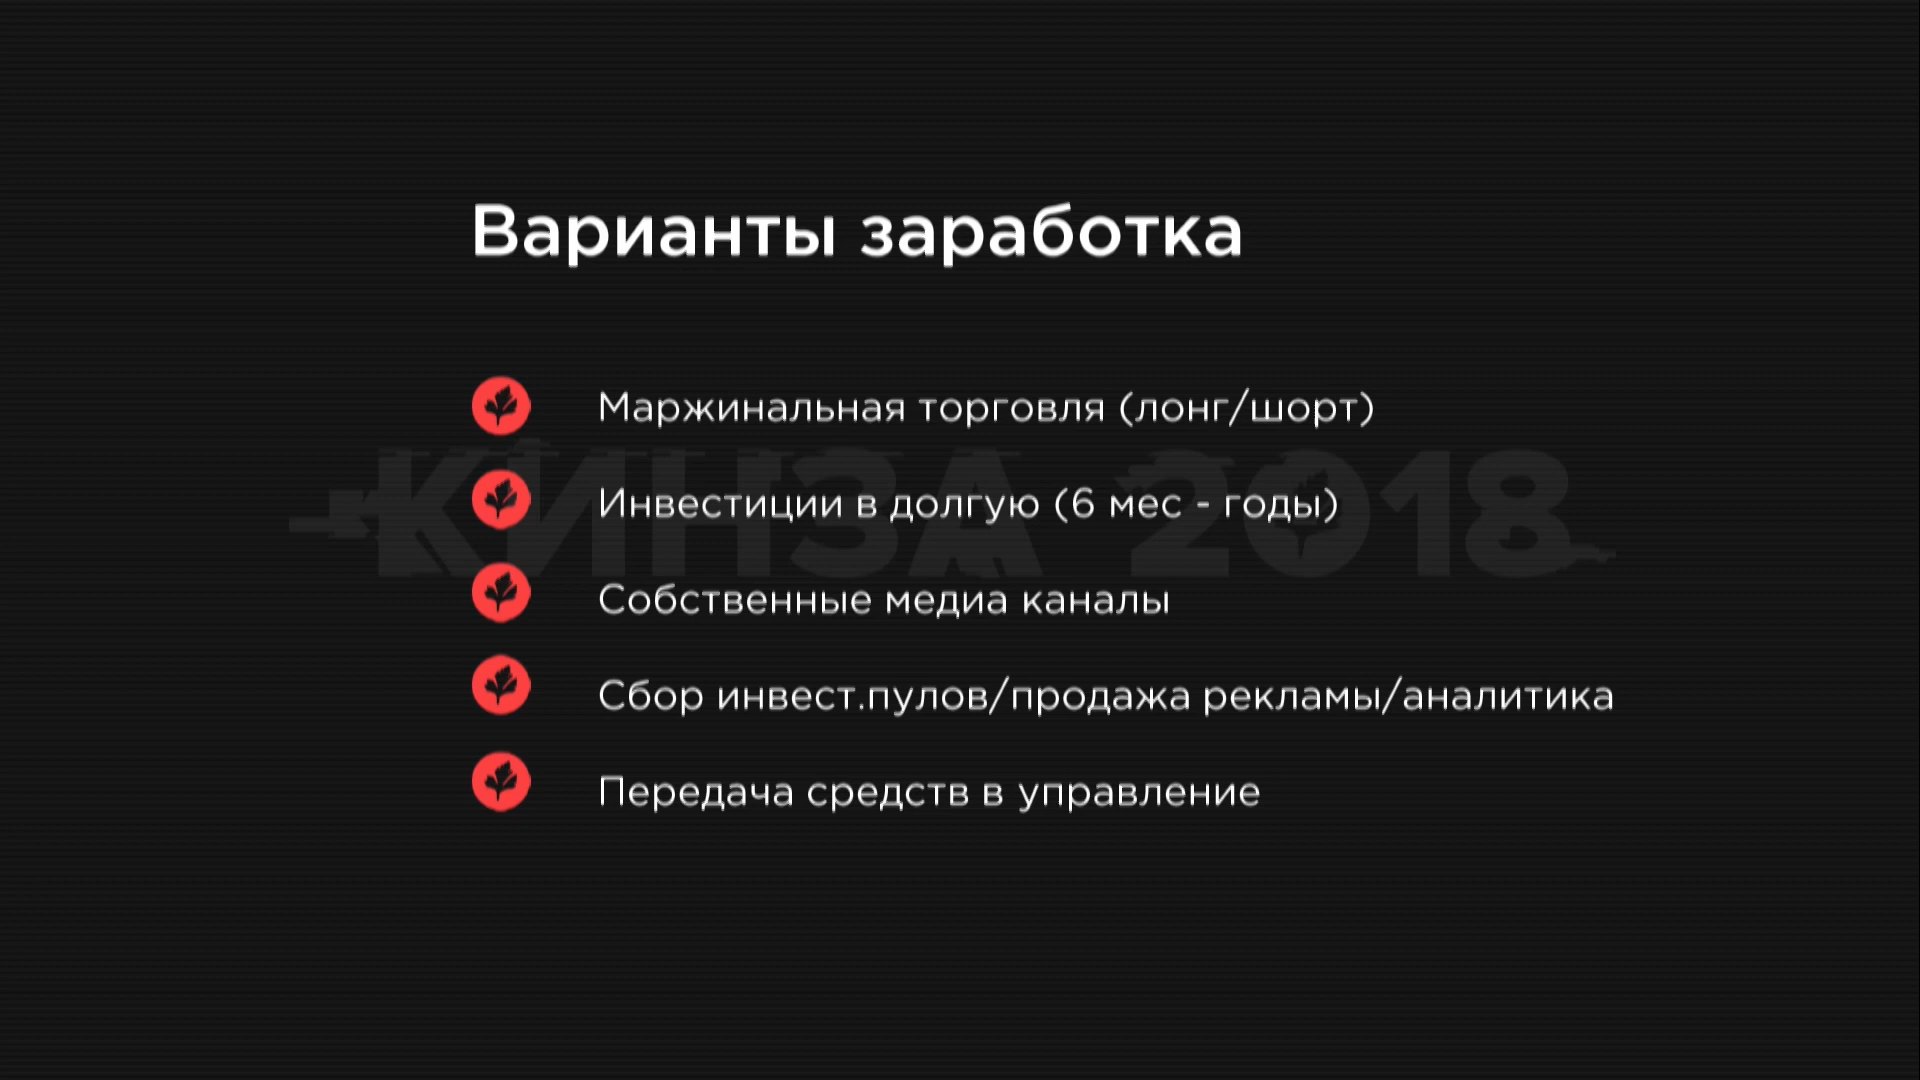 Варианты заработка
Маржинальная торговля (лонг/шорт)
КИНЗА 2018
Инвестиции в долгую (6 мес - годы)
Собственные медиа каналы
Сбор инвест.пулов/продажа рекламы/аналитика
Передача средств в управление